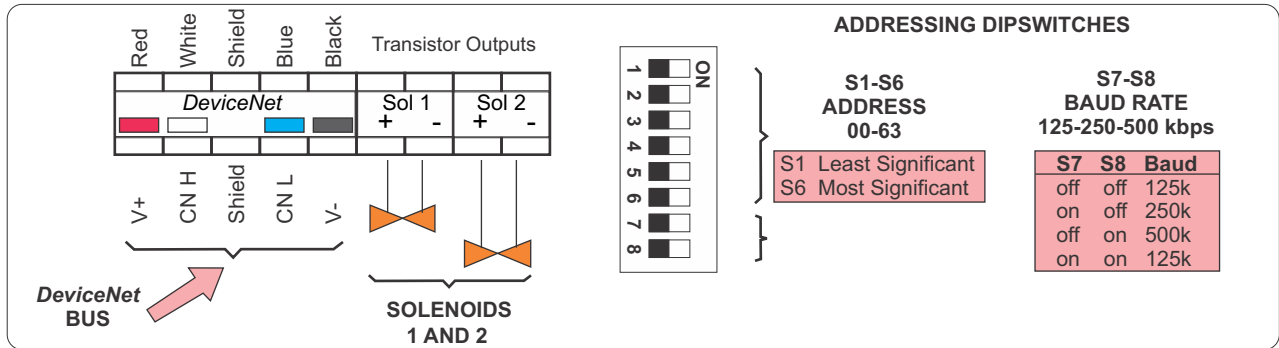 Red White Shield Blue Black
Transistor Outputs
DeviceNet
Sol 1 Sol 2
+ - + -
V+ CN H Shield CN L V-
DeviceNet
BUS
SOLENOIDS
1 AND 2
ON
1
2
3
4
5
6
7
8
ADDRESSING DIPSWITCHES
S1-S6
ADDRESS
00-63
S1 Least Significant
S6 Most Significant
S7-S8
BAUD RATE
125-250-500 kbps
S7 S8 Baud
off off 125k
on off 250k
off on 500k
on on 125k